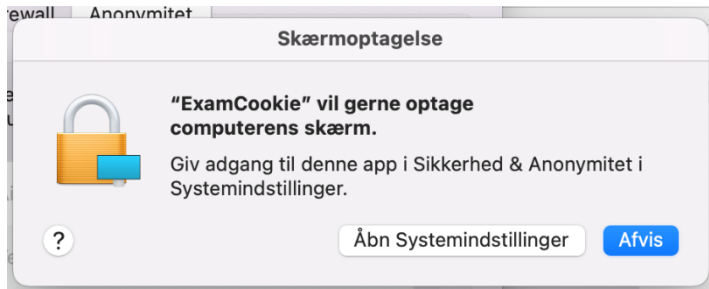 Anonymitet
Skærmoptagelse
“ExamCookie” vil gerne optage
computerens skærm.
Giv adgang til denne app i Sikkerhed & Anonymitet i
Systemindstillinger.
?
Åbn Systemindstillinger
Afvis